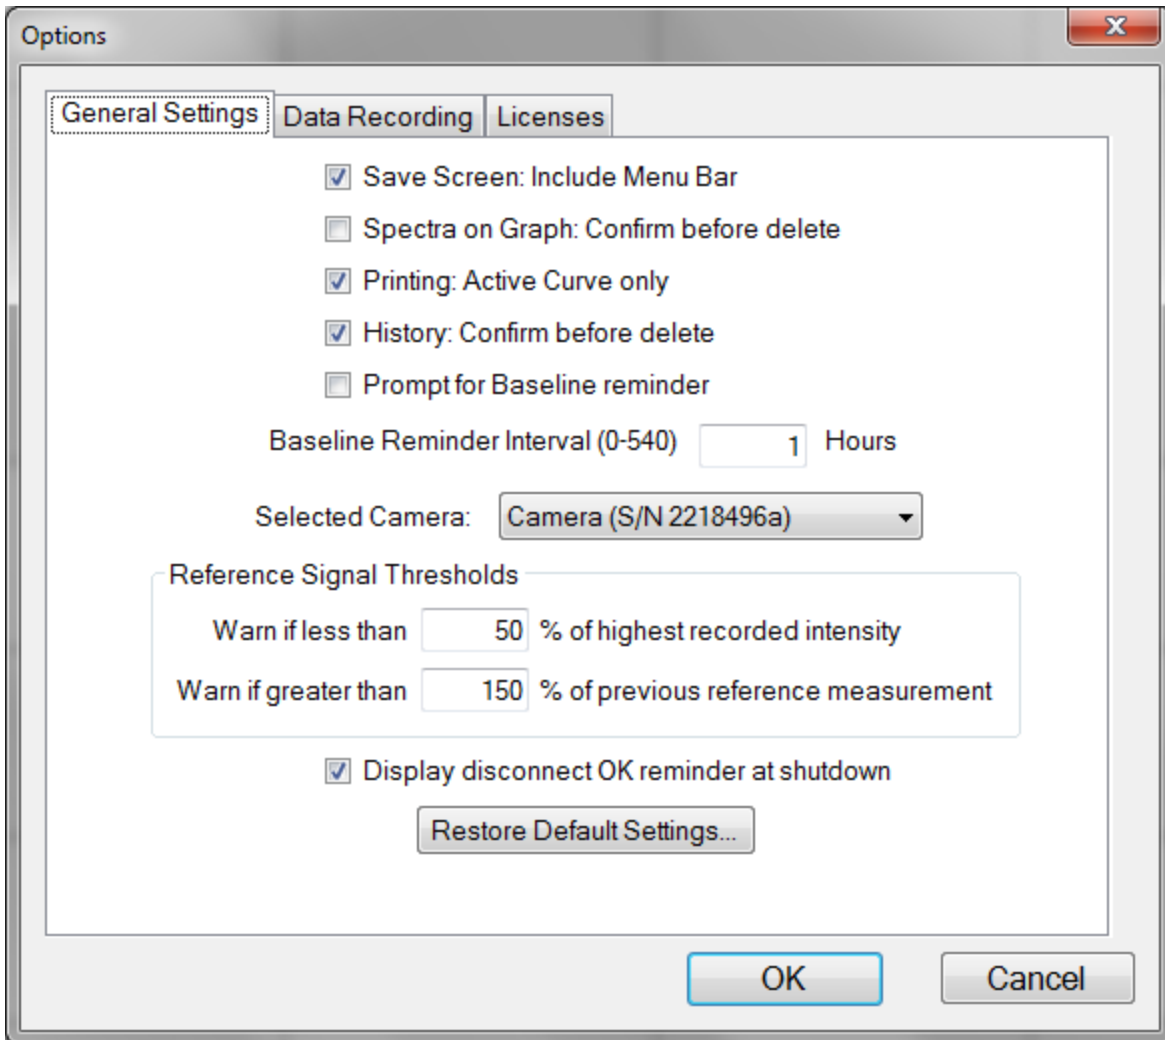 Options
General Settings Data Recording Licenses
Save Screen: Include Menu Bar
Spectra on Graph: Confirm before delete
Printing: Active Curve only
History: Confirm before delete
Prompt for Baseline reminder
Baseline Reminder Interval (0-540) 1 Hours
Selected Camera: Camera (S/N 2218496a)
Reference Signal Thresholds
Warn if less than 50 % of highest recorded intensity
Warn if greater than 150 % of previous reference measurement
Display disconnect OK reminder at shutdown
Restore Default Settings...
OK Cancel